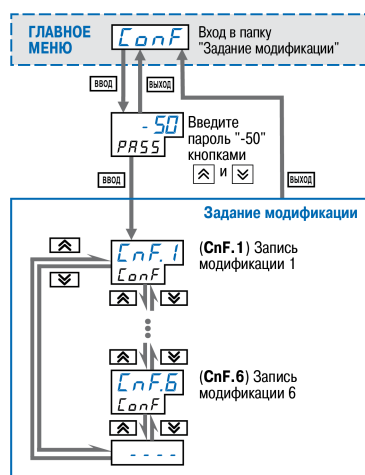 ГЛАВНОЕ
МЕНЮ
ConF
Вход в папку
"Задание модификации"
ВВОД
ВЫХОД
-50
PASS
Введите
пароль "-50"
кнопками
и
ВВОД
ВЫХОД
Задание модификации
CnF.1
ConF
(CnF.1) Запись
модификации 1
CnF.6
ConF
(CnF.6) Запись
модификации 6
- - - -